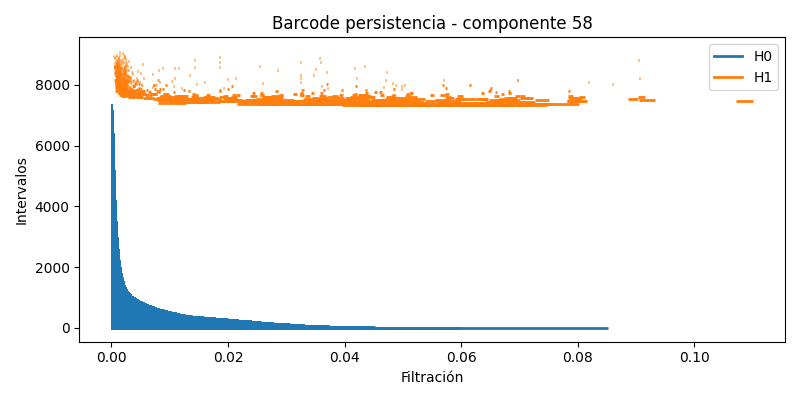 Barcode persistencia - componente 58
H0
H1
8000
6000
4000
2000
0
Intervalos
0.00 0.02 0.04 0.06 0.08 0.10
Filtración